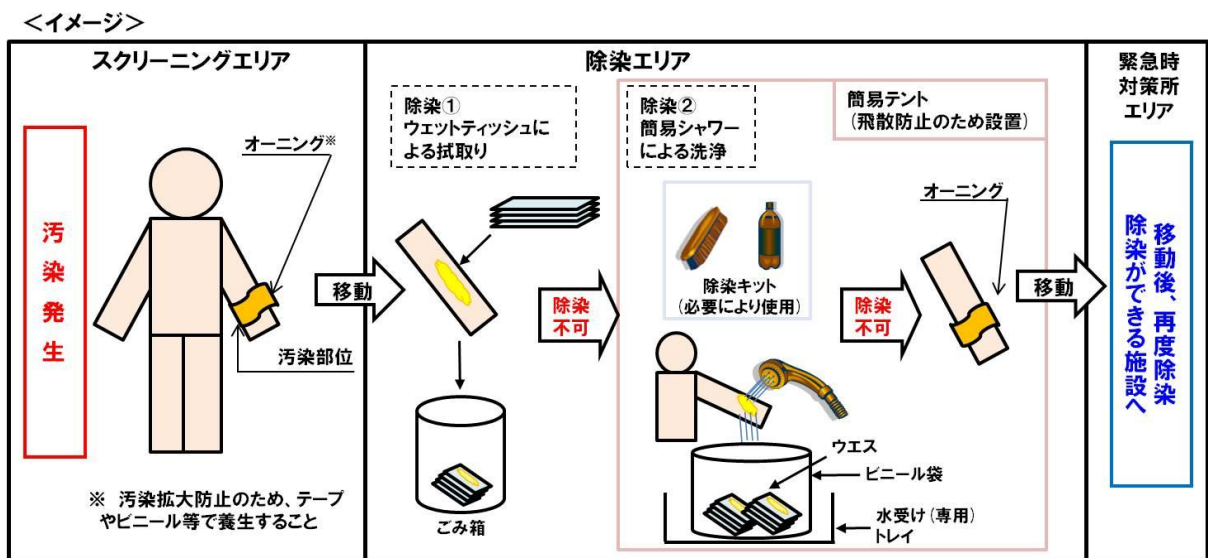 ＜イメージ＞
スクリーニングエリア
汚染発生
オーニング※
汚染部位
※ 汚染拡大防止のため、テープ
やビニール等で養生すること
移動
除染エリア
除染①
ウェットティッシュに
よる拭取り
ごみ箱
除染
不可
除染②
簡易シャワー
による洗浄
簡易テント
（飛散防止のため設置）
除染キット
（必要により使用）
ウエス
ビニール袋
水受け（専用）
トレイ
除染
不可
オーニング
移動
緊急時
対策所
エリア
移動後、再度除染
除染ができる施設へ